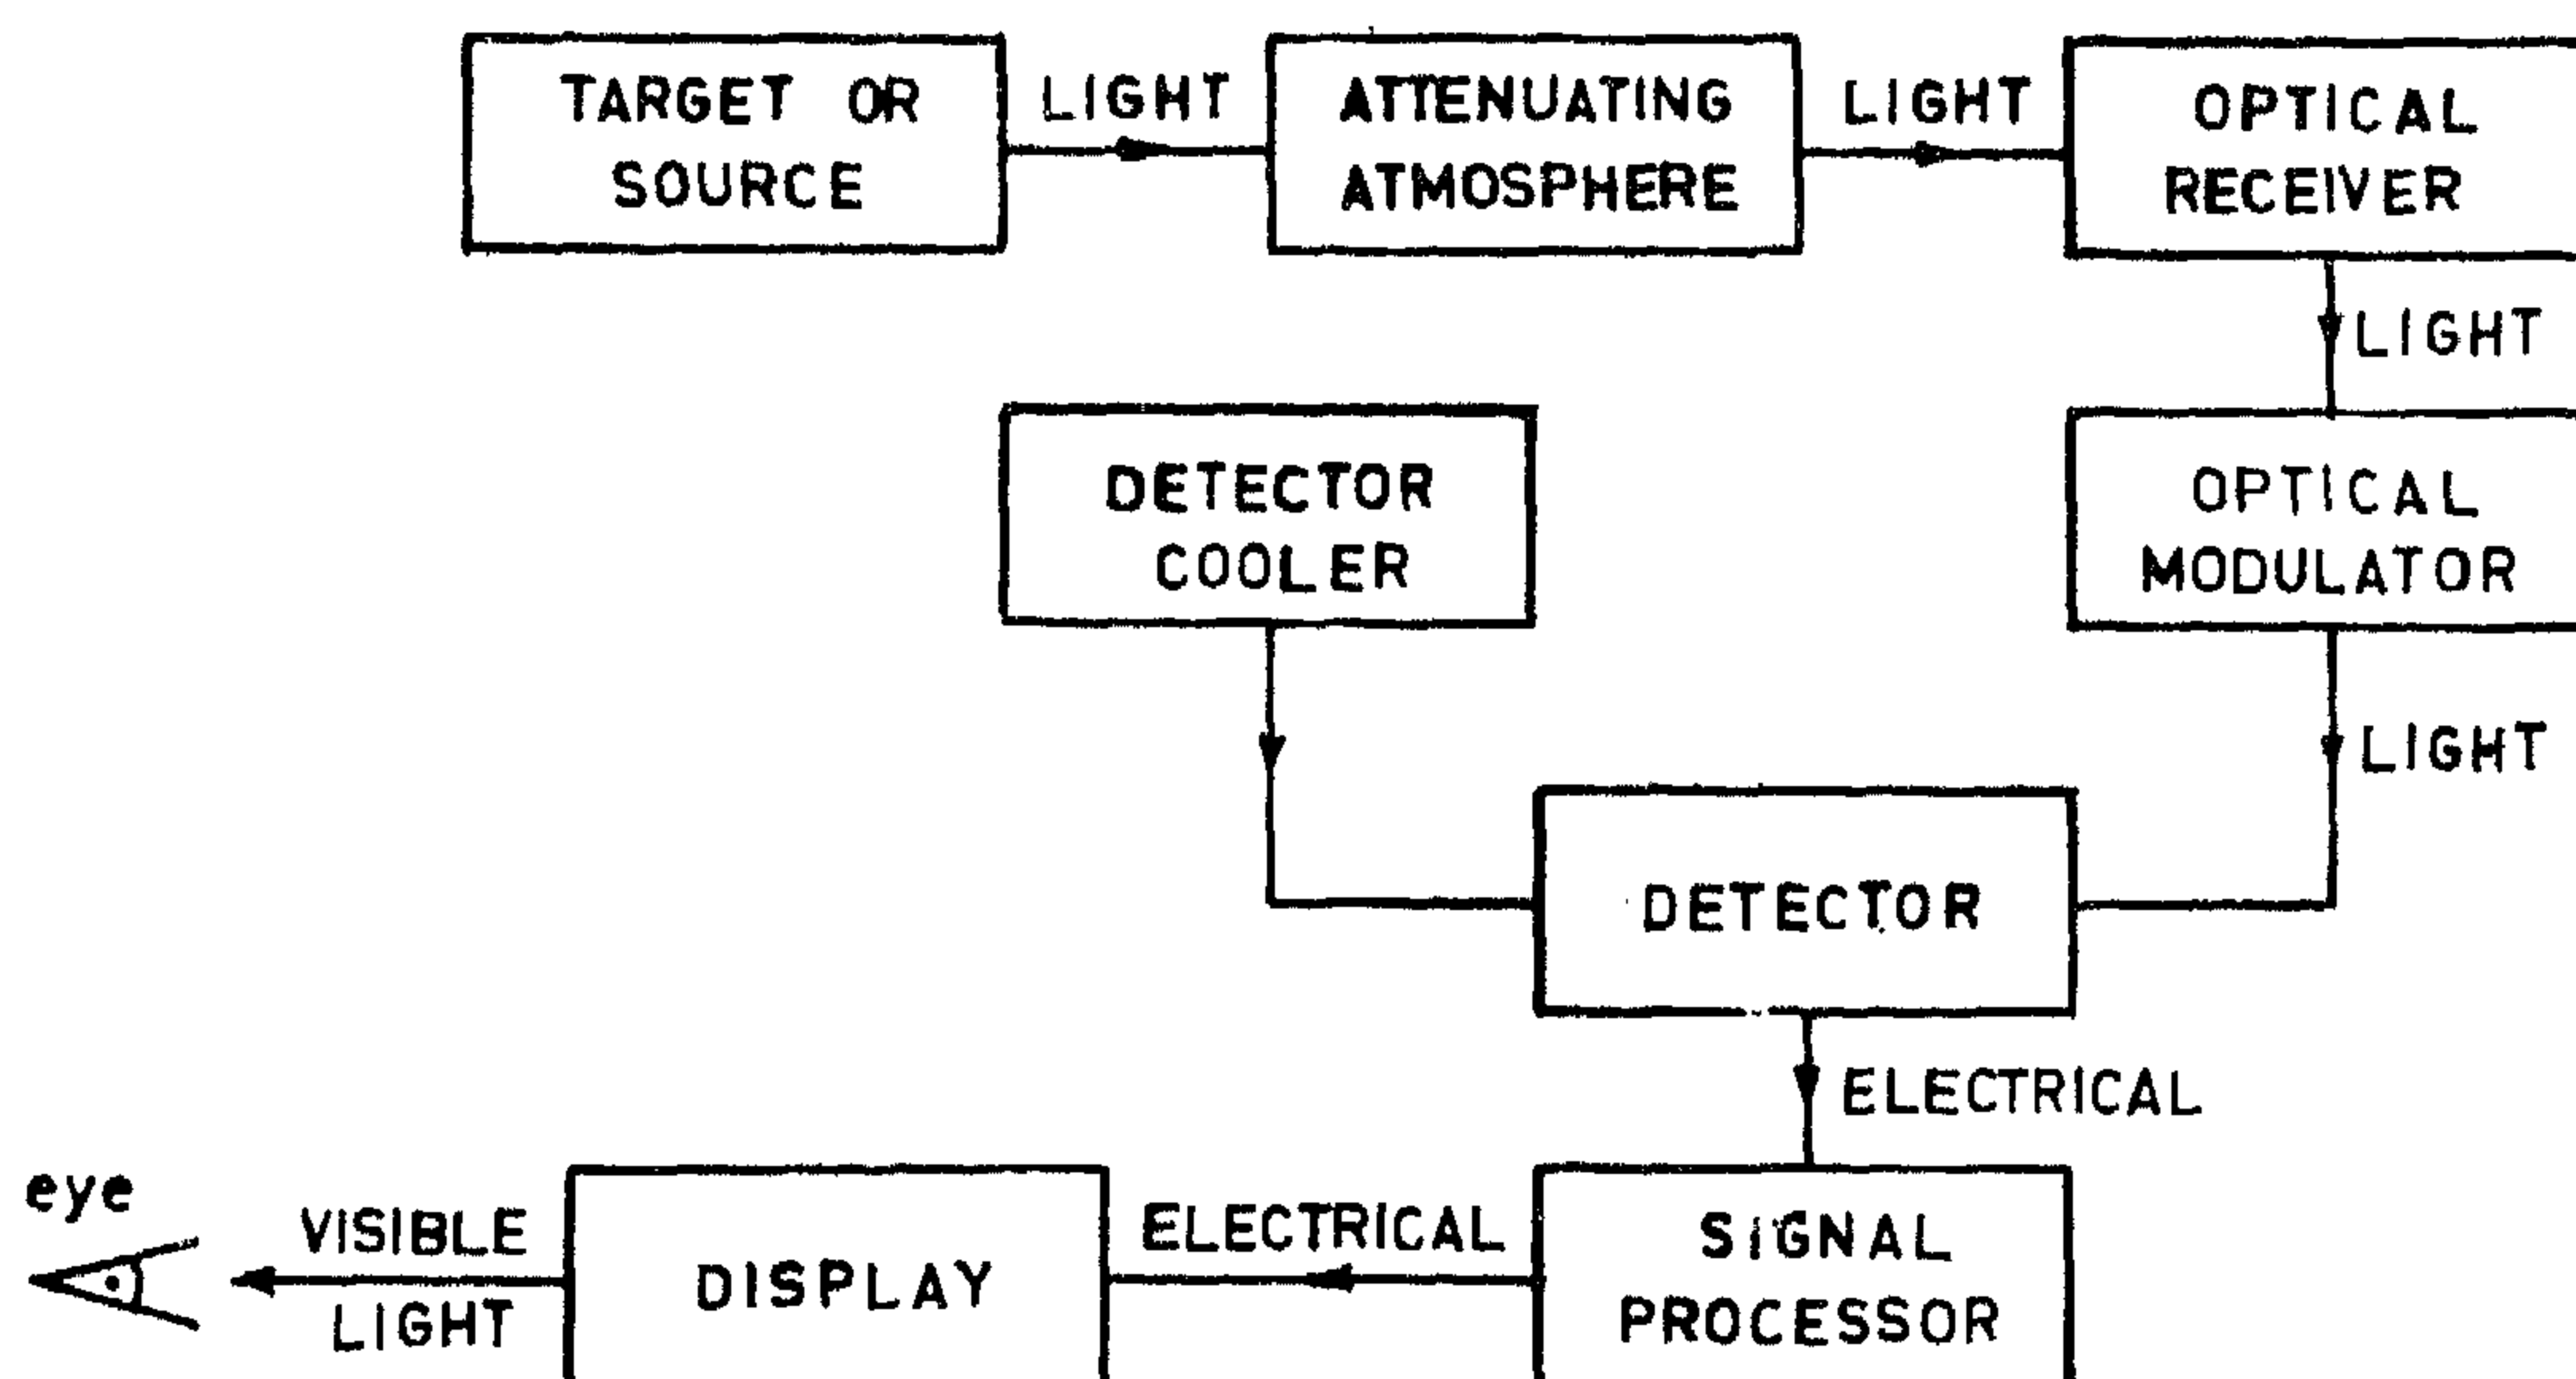 TARGET OR
SOURCE
LIGHT
ATTENUATING
ATMOSPHERE
LIGHT
OPTICAL
RECEIVER
LIGHT
DETECTOR
COOLER
OPTICAL
MODULATOR
LIGHT
DETECTOR
ELECTRICAL
eye
VISIBLE
LIGHT
DISPLAY
ELECTRICAL
SIGNAL
PROCESSOR